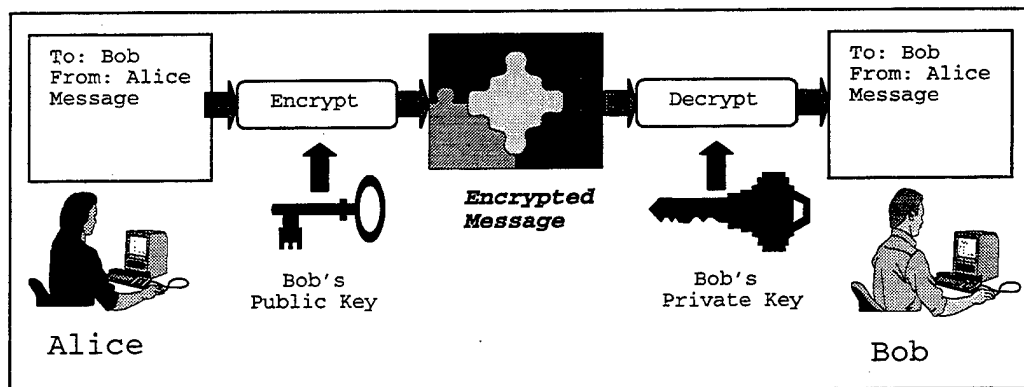 To: Bob
From: Alice
Message
Encrypt
Encrypted
Message
Decrypt
To: Bob
From: Alice
Message
Bob's
Public Key
Bob's
Private Key
Alice
Bob